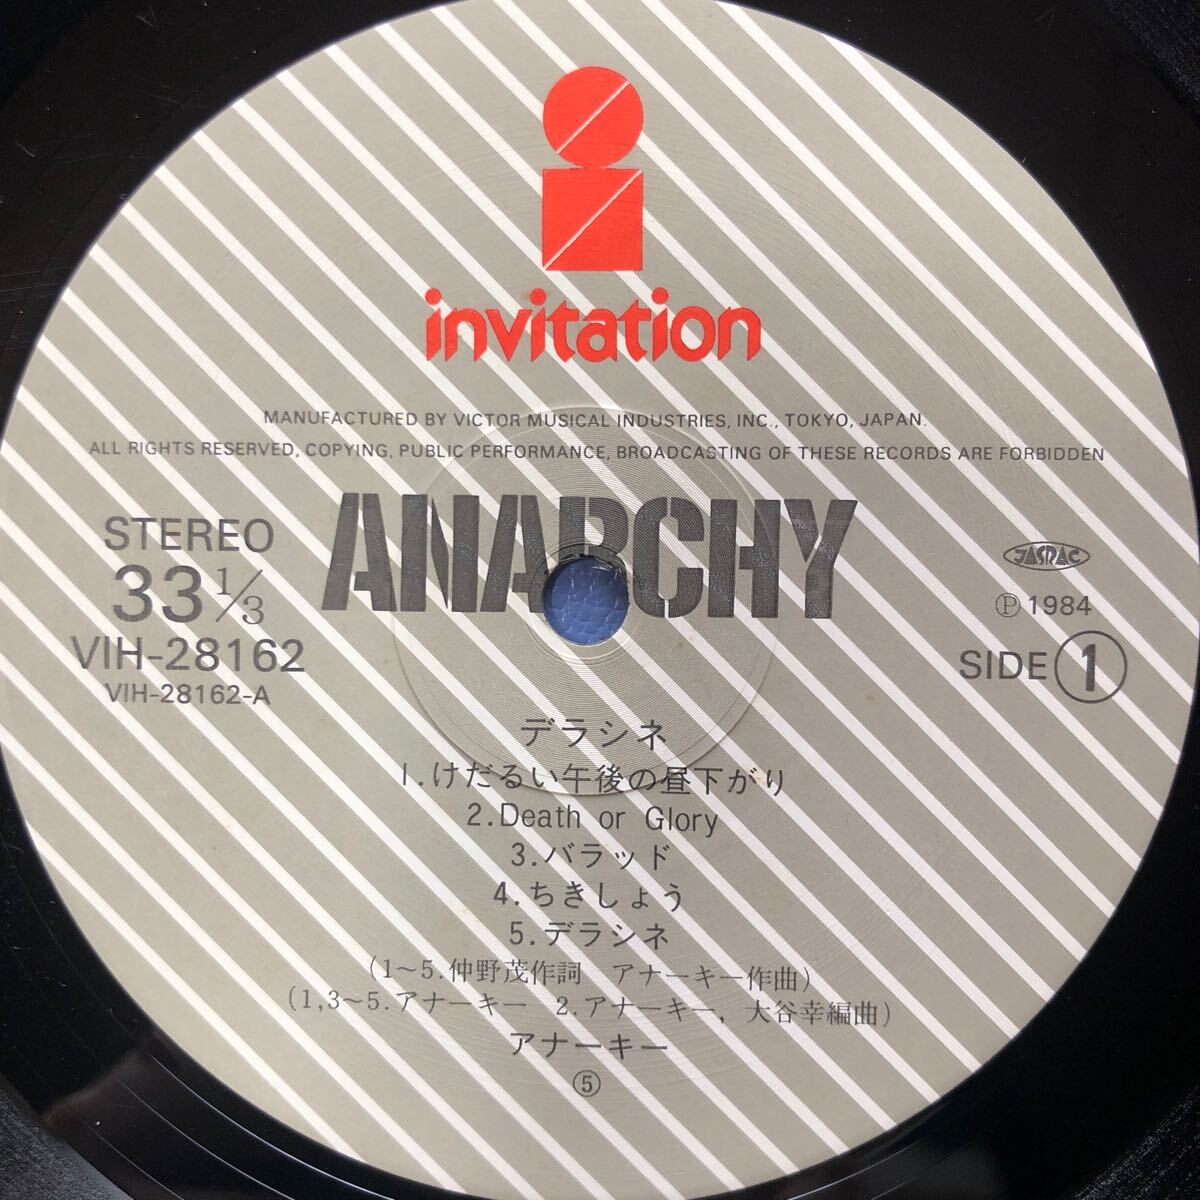 invitation
MANUFACTURED BY VICTOR MUSICAL INDUSTRIES, INC., TOKYO, JAPAN.
ALL RIGHTS RESERVED, COPYING, PUBLIC PERFORMANCE, BROADCASTING OF THESE RECORDS ARE FORBIDDEN
ANARCHY
STEREO
33 1/3
VIH-28162
VIH-28162-A
JASRAC
Ⓟ 1984
SIDE 1
デラシネ
1.けだるい午後の昼下がり
2.Death or Glory
3.バラッド
4.ちきしょう
5.デラシネ
(1~5.仲野茂作詞 アナーキー作曲)
(1,3~5.アナーキー 2.アナーキー, 大谷幸編曲)
アナーキー
⑤